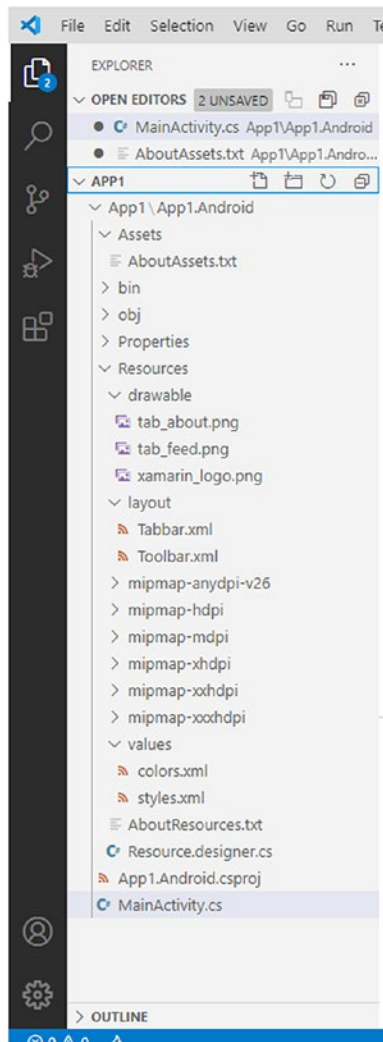 File Edit Selection View Go Run
EXPLORER ...
OPEN EDITORS 2 UNSAVED
MainActivity.cs App1\App1.Android
AboutAssets.txt App1\App1.Andro...
2
APP1
App1\App1.Android
Assets
AboutAssets.txt
bin
obj
Properties
Resources
drawable
tab_about.png
tab_feed.png
xamarin_logo.png
layout
Tabbar.xml
Toolbar.xml
mipmap-anydpi-v26
mipmap-hdpi
mipmap-mdpi
mipmap-xhdpi
mipmap-xxhdpi
mipmap-xxxhdpi
values
colors.xml
styles.xml
AboutResources.txt
Resource.designer.cs
App1.Android.csproj
MainActivity.cs
OUTLINE